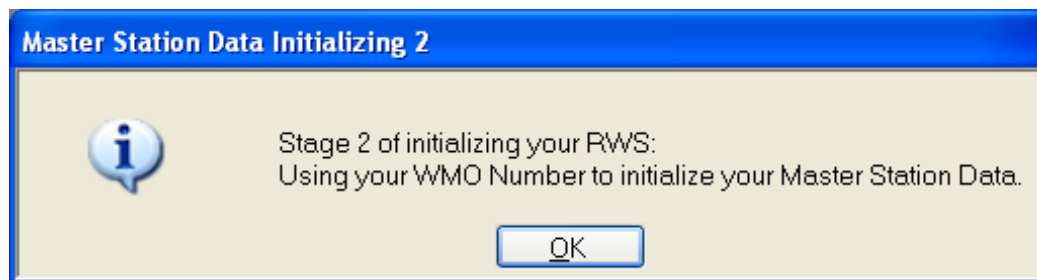 Master Station Data Initializing 2
Stage 2 of initializing your RWS:
Using your WMO Number to initialize your Master Station Data.
OK